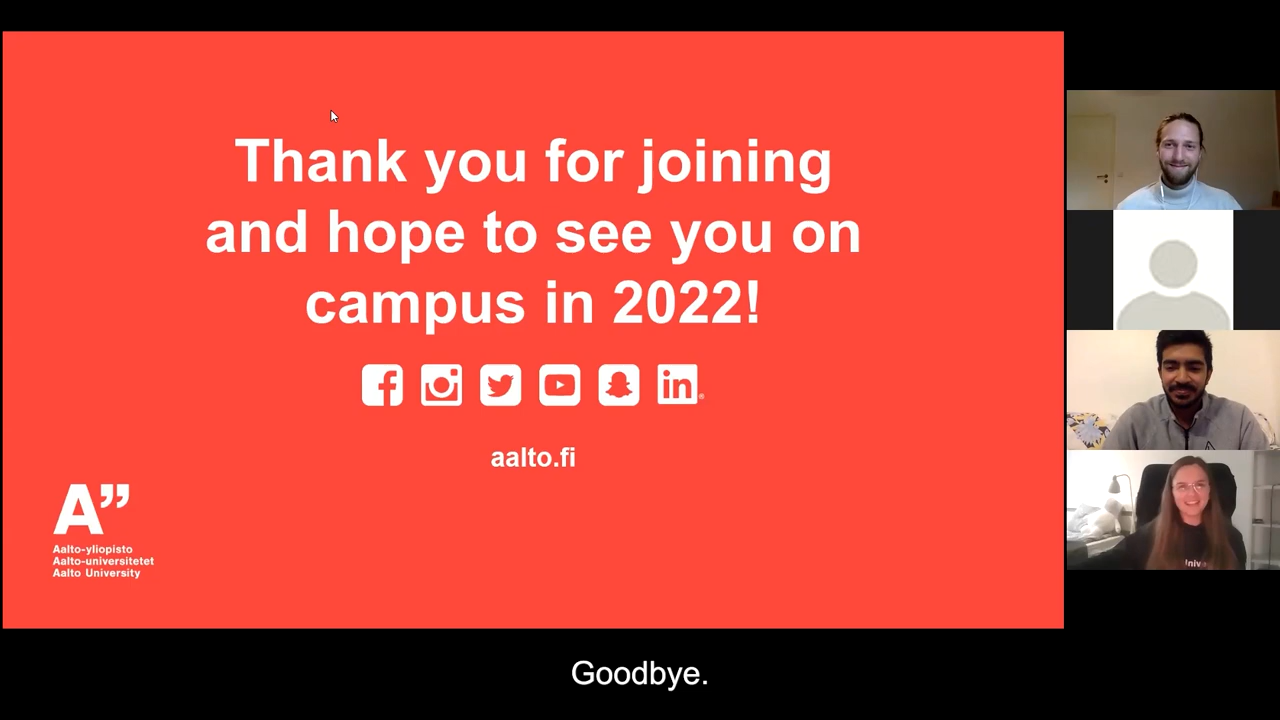 Thank you for joining
and hope to see you on
campus in 2022!
in
aalto.fi
A”
Aalto-yliopisto
Aalto-universitetet
Aalto University
Goodbye.